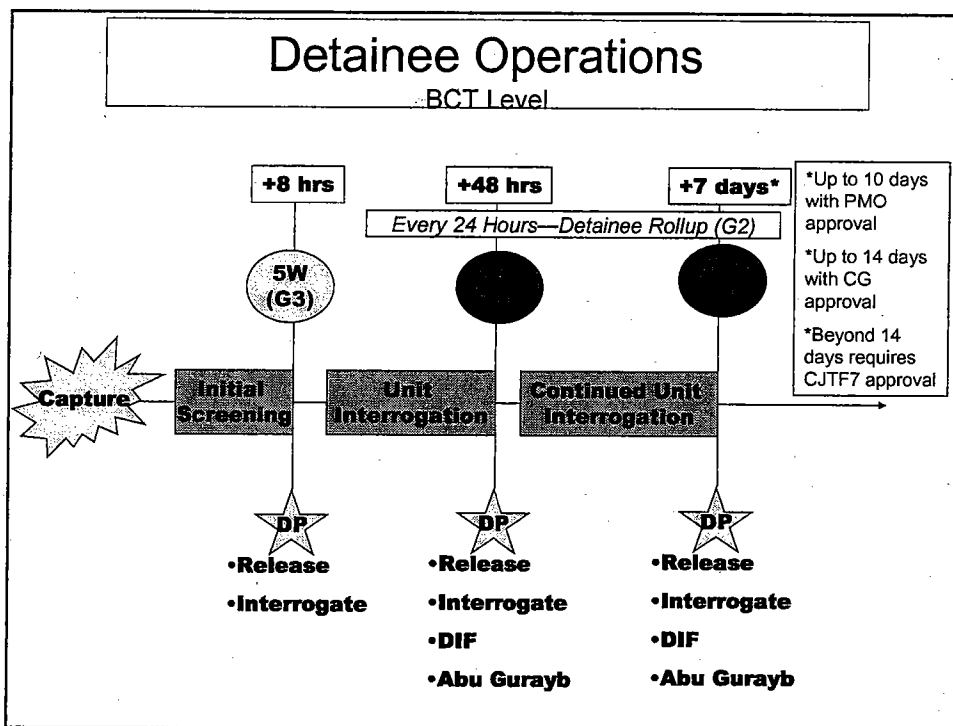 Detainee Operations
BCT Level
+8 hrs
+48 hrs
+7 days*
Every 24 Hours—Detainee Rollup (G2)
*Up to 10 days
with PMO
approval
*Up to 14 days
with CG
approval
*Beyond 14
days requires
CJTF7 approval
5W
(G3)
Capture
Initial
Screening
Unit
Interrogation
Continued Unit
Interrogation
DP
•Release
•Interrogate
DP
•Release
•Interrogate
•DIF
•Abu Gurayb
DP
•Release
•Interrogate
•DIF
•Abu Gurayb